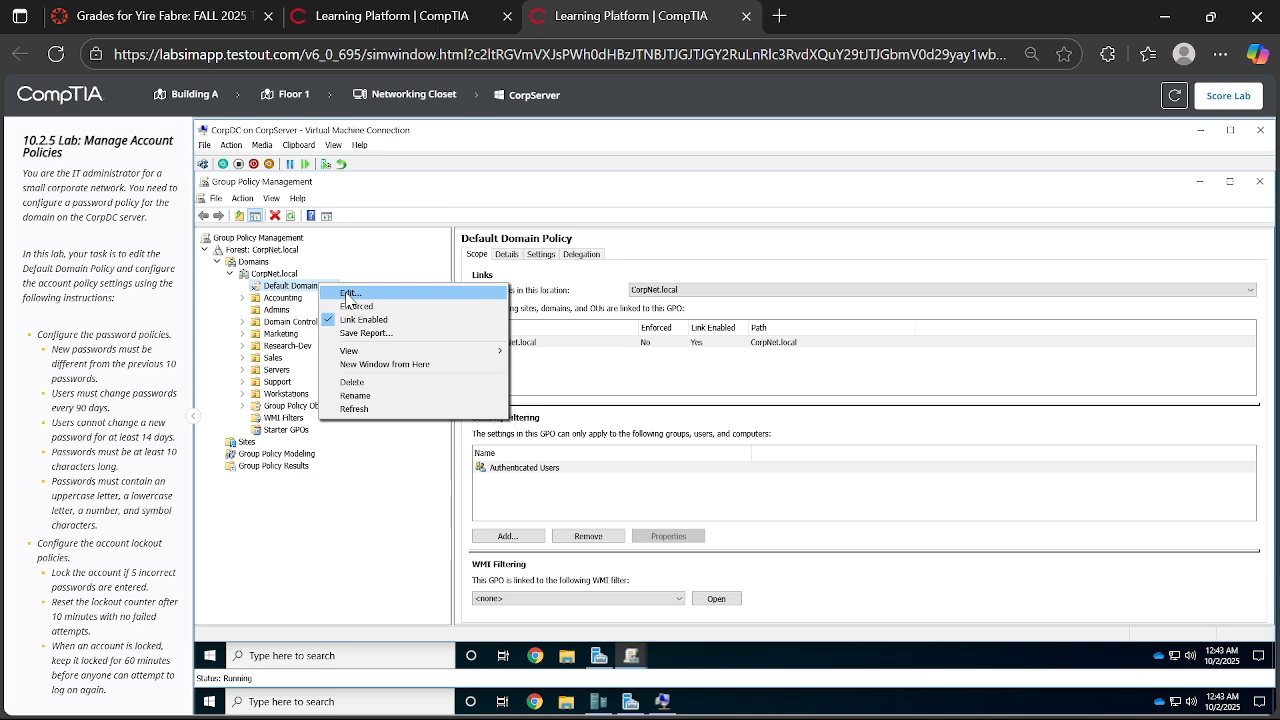 Grades for Yire Fabre: FALL 2025 T
Learning Platform | CompTIA
Learning Platform | CompTIA
https://labsimapp.testout.com/v6_0_695/simwindow.html?c2ltRGVmVXJsPWh0dHBzJTNBJTJGJTJGY2RuLnRlc3RvdXQuY29tJTJGbmV0d29yay1wb...
CompTIA
Building A
Floor 1
Networking Closet
CorpServer
Score Lab
10.2.5 Lab: Manage Account
Policies
You are the IT administrator for a
small corporate network. You need to
configure a password policy for the
domain on the CorpDC server.
In this lab, your task is to edit the
Default Domain Policy and configure
the account policy settings using the
following instructions:
Configure the password policies.
New passwords must be
different from the previous 10
passwords.
Users must change passwords
every 90 days.
Users cannot change a new
password for at least 14 days.
Passwords must be at least 10
characters long.
Passwords must contain an
uppercase letter, a lowercase
letter, a number, and symbol
characters.
Configure the account lockout
policies.
Lock the account if 5 incorrect
passwords are entered.
Reset the lockout counter after
10 minutes with no failed
attempts.
When an account is locked,
keep it locked for 60 minutes
before anyone can attempt to
log on again.
CorpDC on CorpServer - Virtual Machine Connection
File Action Media Clipboard View Help
Group Policy Management
File Action View Help
Group Policy Management
Forest: CorpNet.local
Domains
CorpNet.local
Default Domain
Accounting
Admins
Domain Control
Marketing
Research-Dev
Sales
Servers
Support
Workstations
Group Policy Ob
WMI Filters
Starter GPOs
Sites
Group Policy Modeling
Group Policy Results
Edit...
Enforced
Link Enabled
Save Report...
View
New Window from Here
Delete
Rename
Refresh
Default Domain Policy
Scope Details Settings Delegation
Links
s in this location:
CorpNet.local
ng sites, domains, and OUs are linked to this GPO:
Enforced Link Enabled Path
pNet.local No Yes CorpNet.local
Filtering
The settings in this GPO can only apply to the following groups, users, and computers:
Name
Authenticated Users
Add... Remove Properties
WMI Filtering
This GPO is linked to the following WMI filter:
<none>
Open
Type here to search
12:43 AM
10/2/2025
Status: Running
Type here to search
12:43 AM
10/2/2025